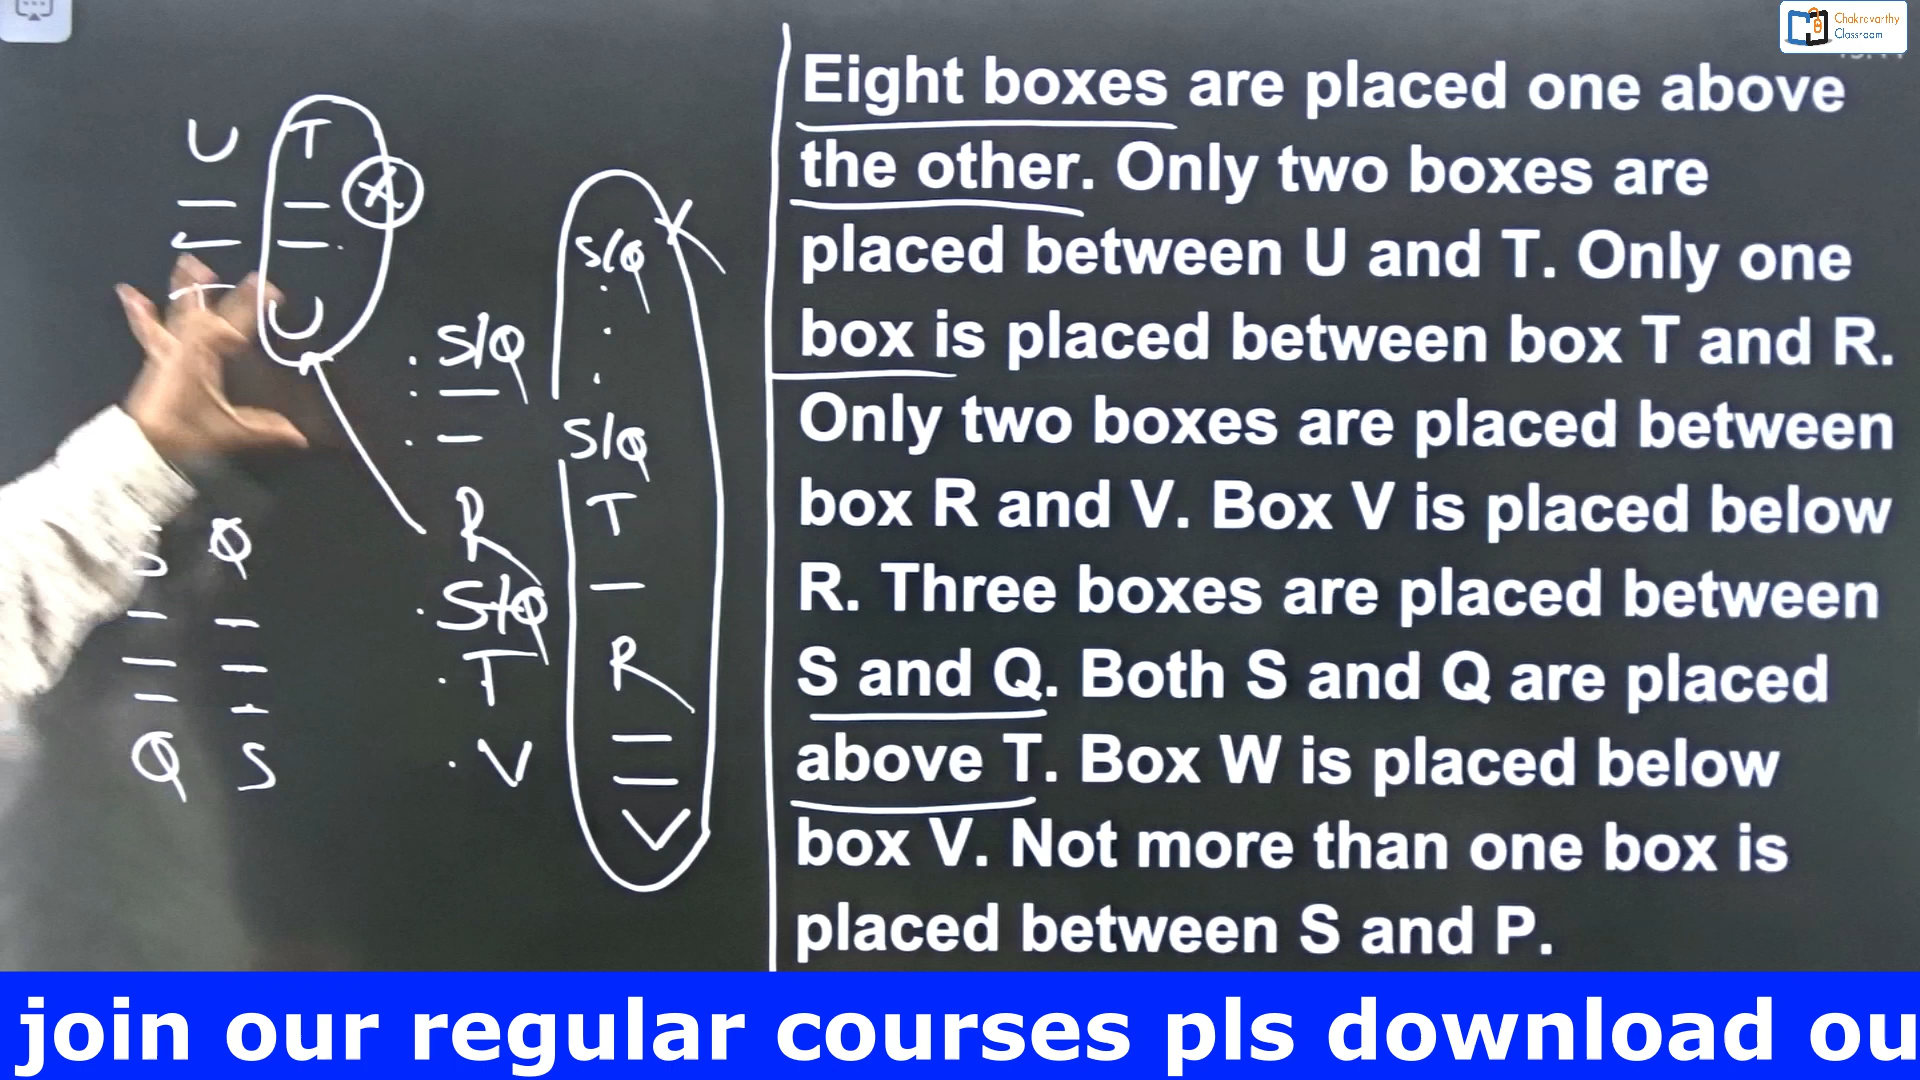 Chakravarthy
Classroom
Eight boxes are placed one above
the other. Only two boxes are
placed between U and T. Only one
box is placed between box T and R.
Only two boxes are placed between
box R and V. Box V is placed below
R. Three boxes are placed between
S and Q. Both S and Q are placed
above T. Box W is placed below
box V. Not more than one box is
placed between S and P.
U T
U
S/Q
R
S/Q
T
V
S/Q
S/Q
T
R
V
Q
Q S
join our regular courses pls download ou